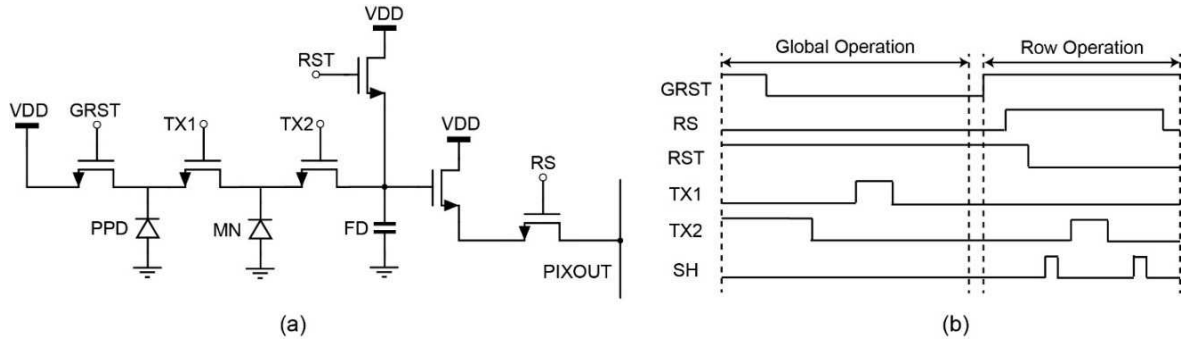 VDD
RST
VDD
GRST
TX1
TX2
VDD
RS
PPD
MN
FD
PIXOUT
(a)
Global Operation
Row Operation
GRST
RS
RST
TX1
TX2
SH
(b)